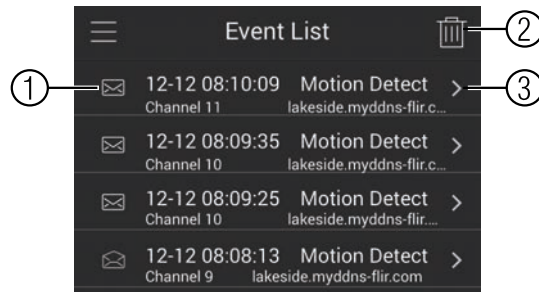 Event List
②
①
12-12 08:10:09 Motion Detect
③
Channel 11 lakeside.myddns-flir.c...
12-12 08:09:35 Motion Detect
Channel 10 lakeside.myddns-flir.c...
12-12 08:09:25 Motion Detect
Channel 10 lakeside.myddns-flir....
12-12 08:08:13 Motion Detect
Channel 9 lakeside.myddns-flir.com